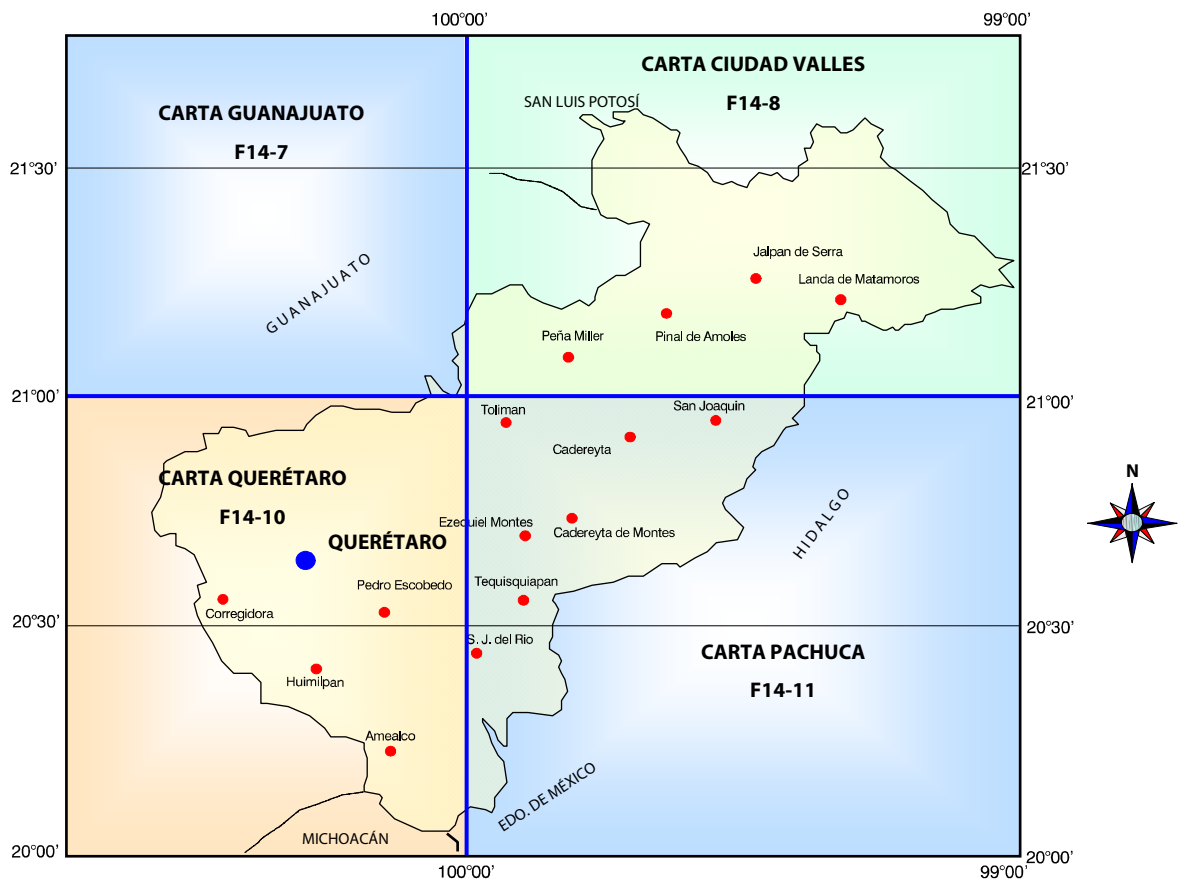 100°00'
99°00'
CARTA CIUDAD VALLES
F14-8
SAN LUIS POTOSÍ
CARTA GUANAJUATO
F14-7
21°30'
21°30'
GUANAJUATO
Jalpan de Serra
Landa de Matamoros
Peña Miller
Pinal de Amoles
21°00'
21°00'
Toliman
San Joaquin
Cadereyta
CARTA QUERÉTARO
F14-10
N
HIDALGO
Ezequiel Montes
Cadereyta de Montes
QUERÉTARO
Pedro Escobedo
Tequisquiapan
Corregidora
20°30'
20°30'
S. J. del Rio
CARTA PACHUCA
F14-11
Huimilpan
Amealco
EDO. DE MÉXICO
MICHOACÁN
20°00'
20°00'
100°00'
99°00'